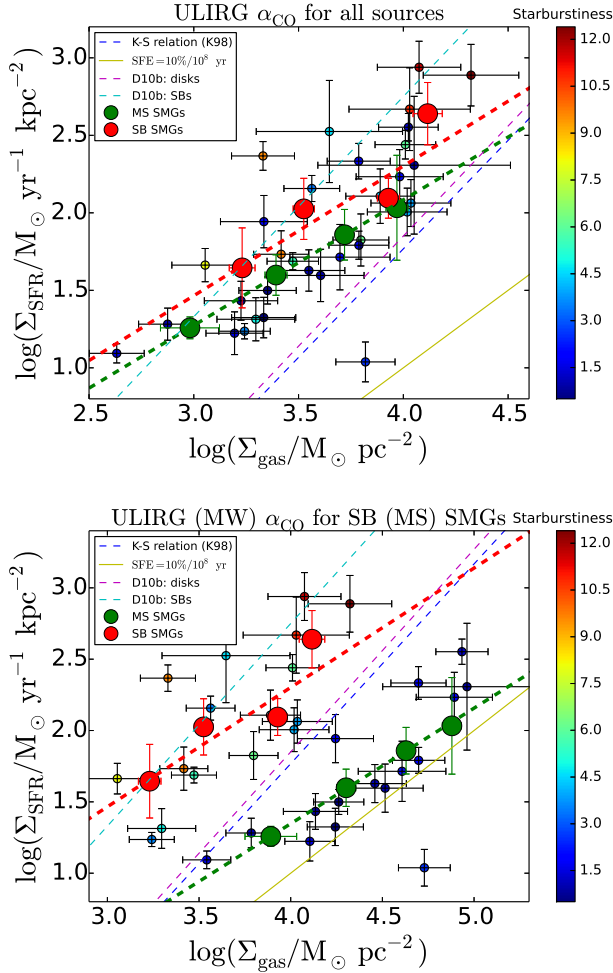 ULIRG α_CO for all sources
Starburstiness
K-S relation (K98)
SFE=10%/10^8 yr
D10b: disks
D10b: SBs
MS SMGs
SB SMGs
3.0
2.5
2.0
1.5
1.0
log(Σ_SFR/M_⊙ yr^−1 kpc^−2)
2.5 3.0 3.5 4.0 4.5
log(Σ_gas/M_⊙ pc^−2)
12.0
10.5
9.0
7.5
6.0
4.5
3.0
1.5
ULIRG (MW) α_CO for SB (MS) SMGs
Starburstiness
K-S relation (K98)
SFE=10%/10^8 yr
D10b: disks
D10b: SBs
MS SMGs
SB SMGs
3.0
2.5
2.0
1.5
1.0
log(Σ_SFR/M_⊙ yr^−1 kpc^−2)
3.0 3.5 4.0 4.5 5.0
log(Σ_gas/M_⊙ pc^−2)
12.0
10.5
9.0
7.5
6.0
4.5
3.0
1.5